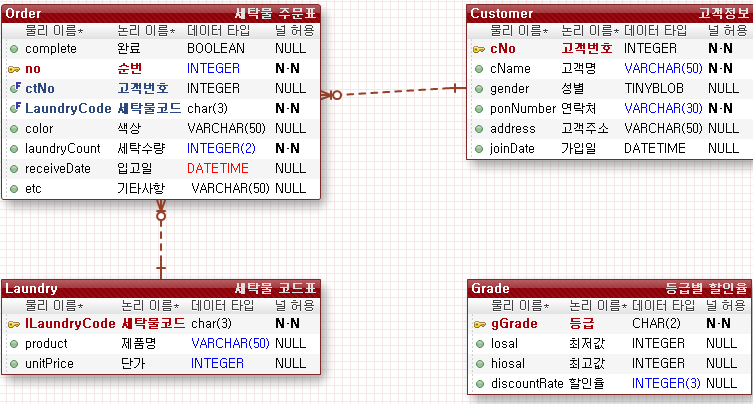 Order 세탁물 주문표
물리 이름* 논리 이름* 데이터 타입 널 허용
complete 완료 BOOLEAN NULL
no 순번 INTEGER N-N
ctNo 고객번호 INTEGER NULL
LaundryCode 세탁물코드 char(3) N-N
color 색상 VARCHAR(50) NULL
laundryCount 세탁수량 INTEGER(2) N-N
receiveDate 입고일 DATETIME NULL
etc 기타사항 VARCHAR(50) NULL
Customer 고객정보
물리 이름* 논리 이름* 데이터 타입 널 허용
cNo 고객번호 INTEGER N-N
cName 고객명 VARCHAR(50) N-N
gender 성별 TINYBLOB NULL
ponNumber 연락처 VARCHAR(30) N-N
address 고객주소 VARCHAR(50) NULL
joinDate 가입일 DATETIME NULL
Laundry 세탁물 코드표
물리 이름* 논리 이름* 데이터 타입 널 허용
lLaundryCode 세탁물코드 char(3) N-N
product 제품명 VARCHAR(50) NULL
unitPrice 단가 INTEGER NULL
Grade 등급별 할인율
물리 이름* 논리 이름* 데이터 타입 널 허용
gGrade 등급 CHAR(2) N-N
losal 최저값 INTEGER NULL
hiosal 최고값 INTEGER NULL
discountRate 할인율 INTEGER(3) NULL